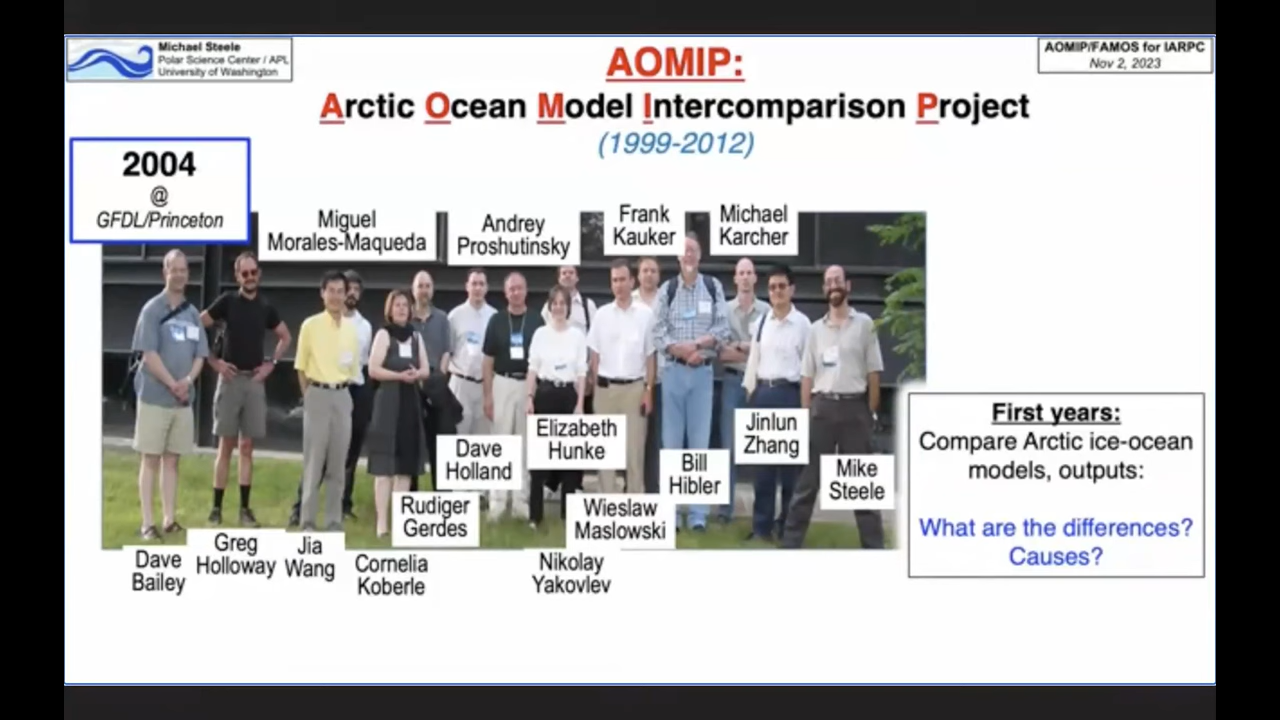 Michael Steele
Polar Science Center / APL
University of Washington
AOMIP:
Arctic Ocean Model Intercomparison Project
(1999-2012)
AOMIP/FAMOS for IARPC
Nov 2, 2023
2004
@
GFDL/Princeton
Miguel
Morales-Maqueda
Andrey
Proshutinsky
Frank
Kauker
Michael
Karcher
Dave
Holland
Elizabeth
Hunke
Jinlun
Zhang
Bill
Hibler
Mike
Steele
Rudiger
Gerdes
Wieslaw
Maslowski
Dave
Bailey
Greg
Holloway
Jia
Wang
Cornelia
Koberle
Nikolay
Yakovlev
First years:
Compare Arctic ice-ocean
models, outputs:
What are the differences?
Causes?